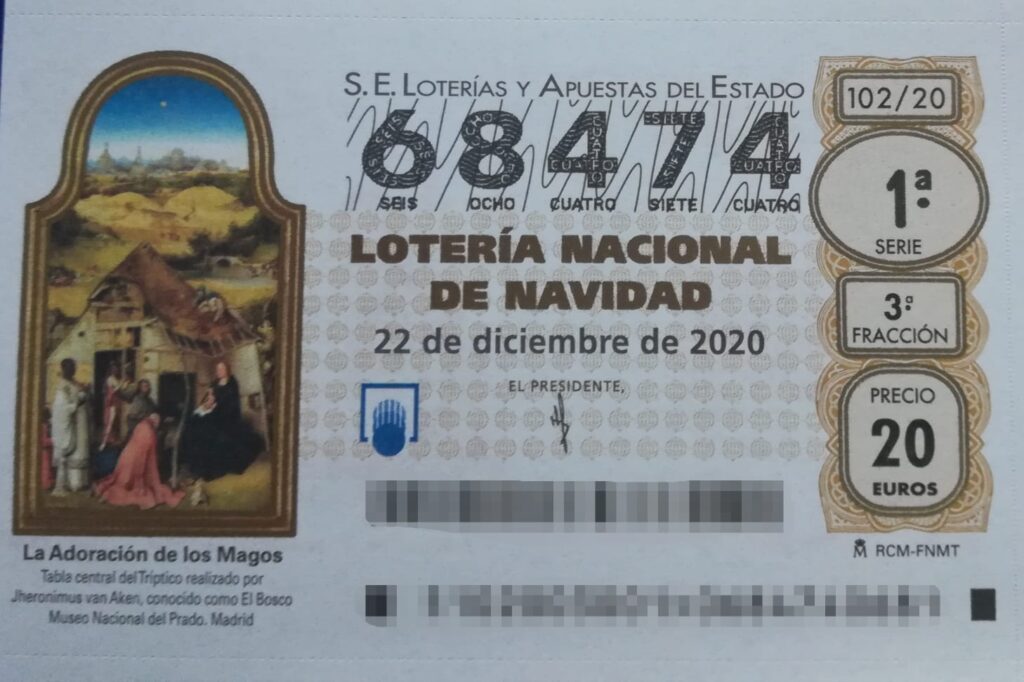 S. E. LOTERÍAS Y APUESTAS DEL ESTADO
68474
SEIS OCHO CUATRO SIETE CUATRO
LOTERÍA NACIONAL
DE NAVIDAD
22 de diciembre de 2020
EL PRESIDENTE,
102/20
1ª
SERIE
3ª
FRACCIÓN
PRECIO
20
EUROS
RCM-FNMT
La Adoración de los Magos
Tabla central del Tríptico realizado por
Jheronimus van Aken, conocido como El Bosco
Museo Nacional del Prado. Madrid